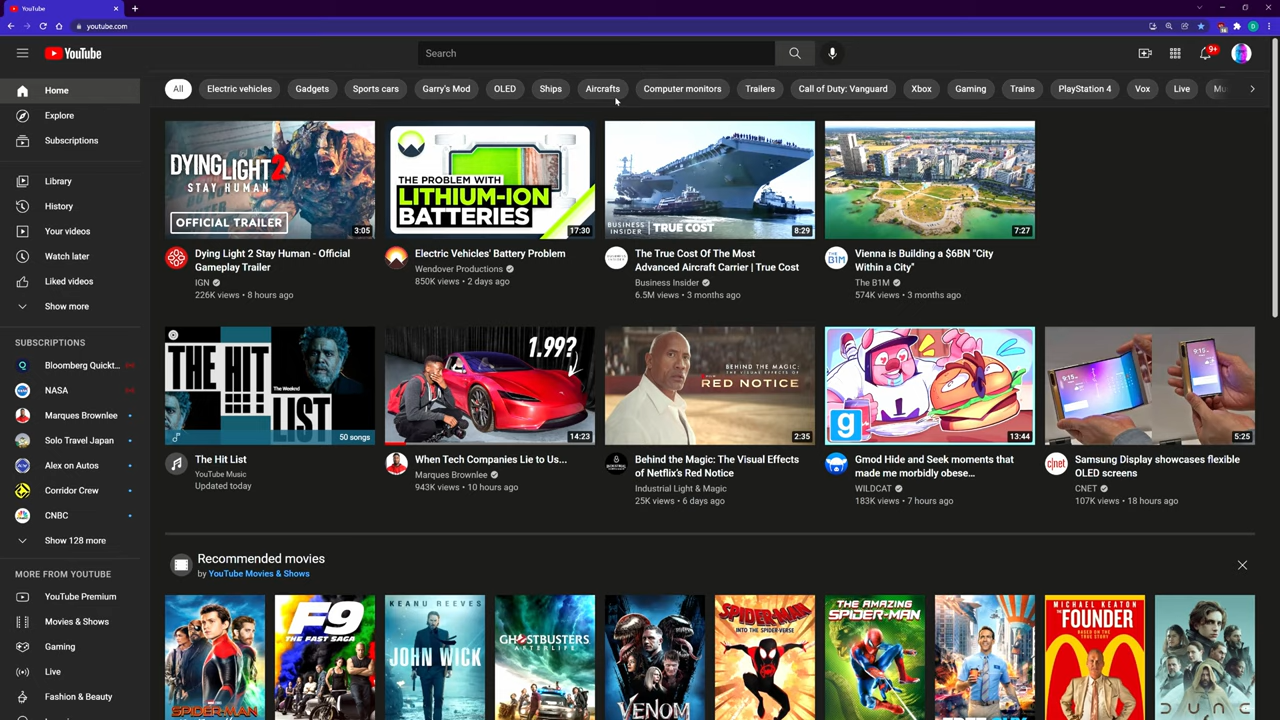 YouTube
youtube.com
YouTube
Search
9+
Home
Explore
Subscriptions
Library
History
Your videos
Watch later
Liked videos
Show more
SUBSCRIPTIONS
Bloomberg Quickt...
NASA
Marques Brownlee
Solo Travel Japan
Alex on Autos
Corridor Crew
CNBC
Show 128 more
MORE FROM YOUTUBE
YouTube Premium
Movies & Shows
Gaming
Live
Fashion & Beauty
All
Electric vehicles
Gadgets
Sports cars
Garry's Mod
OLED
Ships
Aircrafts
Computer monitors
Trailers
Call of Duty: Vanguard
Xbox
Gaming
Trains
PlayStation 4
Vox
Live
DYING LIGHT 2
STAY HUMAN
OFFICIAL TRAILER
3:05
Dying Light 2 Stay Human - Official
Gameplay Trailer
IGN
226K views • 8 hours ago
THE PROBLEM WITH
LITHIUM-ION
BATTERIES
17:30
Electric Vehicles' Battery Problem
Wendover Productions
850K views • 2 days ago
BUSINESS
INSIDER
TRUE COST
8:29
The True Cost Of The Most
Advanced Aircraft Carrier | True Cost
Business Insider
6.5M views • 3 months ago
7:27
Vienna is Building a $6BN "City
Within a City"
The B1M
574K views • 3 months ago
THE HIT
LIST
The Weeknd
50 songs
The Hit List
YouTube Music
Updated today
1.99?
14:23
When Tech Companies Lie to Us...
Marques Brownlee
943K views • 10 hours ago
BEHIND THE MAGIC:
THE VISUAL EFFECTS OF
RED NOTICE
2:35
Behind the Magic: The Visual Effects
of Netflix's Red Notice
Industrial Light & Magic
25K views • 6 days ago
g
13:44
Gmod Hide and Seek moments that
made me morbidly obese...
WILDCAT
183K views • 7 hours ago
9:15
9:15
5:25
Samsung Display showcases flexible
OLED screens
CNET
107K views • 18 hours ago
Recommended movies
by YouTube Movies & Shows
SPIDER-MAN
F9
THE FAST SAGA
KEANU REEVES
JOHN WICK
GHOSTBUSTERS
AFTERLIFE
VENOM
SPIDER-MAN
INTO THE SPIDER-VERSE
THE AMAZING
SPIDER-MAN
MICHAEL KEATON
THE
FOUNDER
DUNE